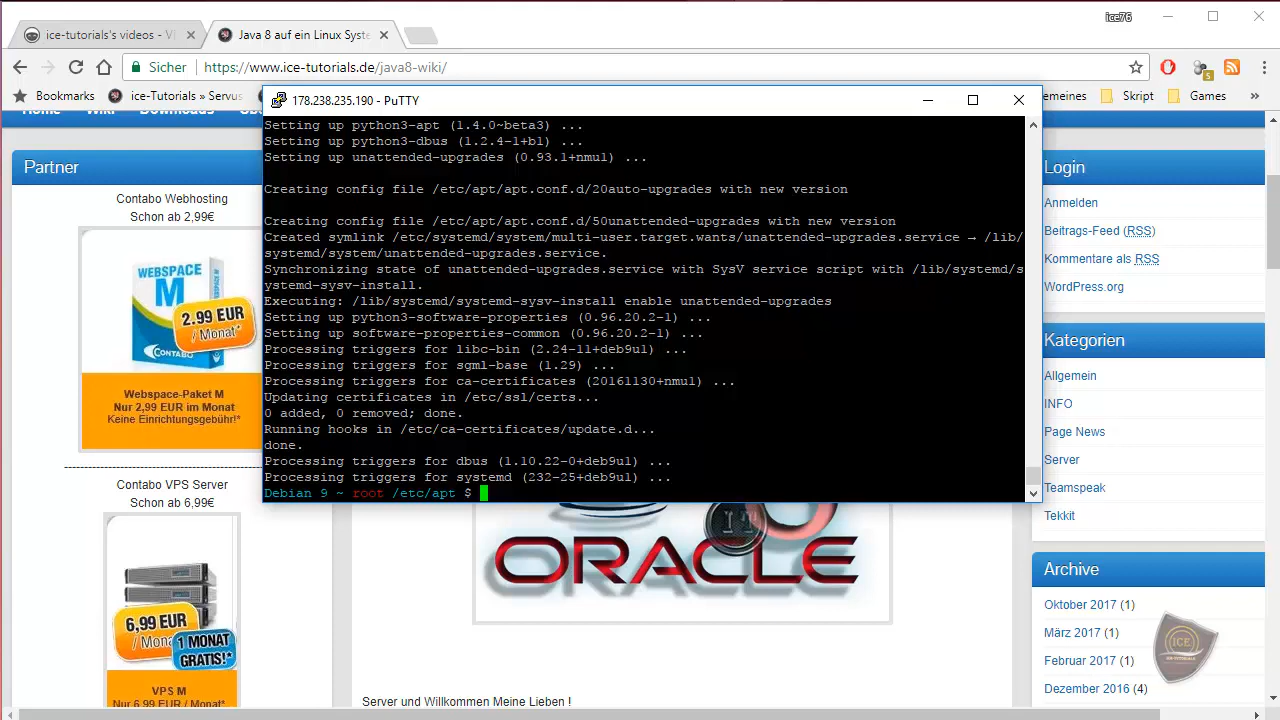 ice76
ice-tutorials's videos - Vi
Java 8 auf ein Linux Syste
Sicher
https://www.ice-tutorials.de/java8-wiki/
5
Bookmarks
ice-Tutorials » Servus
emeines
Skript
Games
»
Home
Wiki
Downloads
178.238.235.190 - PuTTY
Setting up python3-apt (1.4.0~beta3) ...
Setting up python3-dbus (1.2.4-1+b1) ...
Setting up unattended-upgrades (0.93.1+nmu1) ...
Creating config file /etc/apt/apt.conf.d/20auto-upgrades with new version
Creating config file /etc/apt/apt.conf.d/50unattended-upgrades with new version
Created symlink /etc/systemd/system/multi-user.target.wants/unattended-upgrades.service → /lib/
systemd/system/unattended-upgrades.service.
Synchronizing state of unattended-upgrades.service with SysV service script with /lib/systemd/s
ystemd-sysv-install.
Executing: /lib/systemd/systemd-sysv-install enable unattended-upgrades
Setting up python3-software-properties (0.96.20.2-1) ...
Setting up software-properties-common (0.96.20.2-1) ...
Processing triggers for libc-bin (2.24-11+deb9u1) ...
Processing triggers for sgml-base (1.29) ...
Processing triggers for ca-certificates (20161130+nmu1) ...
Updating certificates in /etc/ssl/certs...
0 added, 0 removed; done.
Running hooks in /etc/ca-certificates/update.d...
done.
Processing triggers for dbus (1.10.22-0+deb9u1) ...
Processing triggers for systemd (232-25+deb9u1) ...
Debian 9 ~ root /etc/apt $
Partner
Contabo Webhosting
Schon ab 2,99€
WEBSPACE
M
2.99 EUR
/ Monat*
CONTABO
Webspace-Paket M
Nur 2,99 EUR im Monat
Keine Einrichtungsgebühr!*
Contabo VPS Server
Schon ab 6,99€
6,99 EUR
/ Monat*
1 MONAT
GRATIS!*
VPS M
Nur 6,99 EUR / Monat*
ORACLE
Server und Willkommen Meine Lieben !
Login
Anmelden
Beitrags-Feed (RSS)
Kommentare als RSS
WordPress.org
Kategorien
Allgemein
INFO
Page News
Server
Teamspeak
Tekkit
Archive
Oktober 2017 (1)
März 2017 (1)
Februar 2017 (1)
Dezember 2016 (4)
ICE